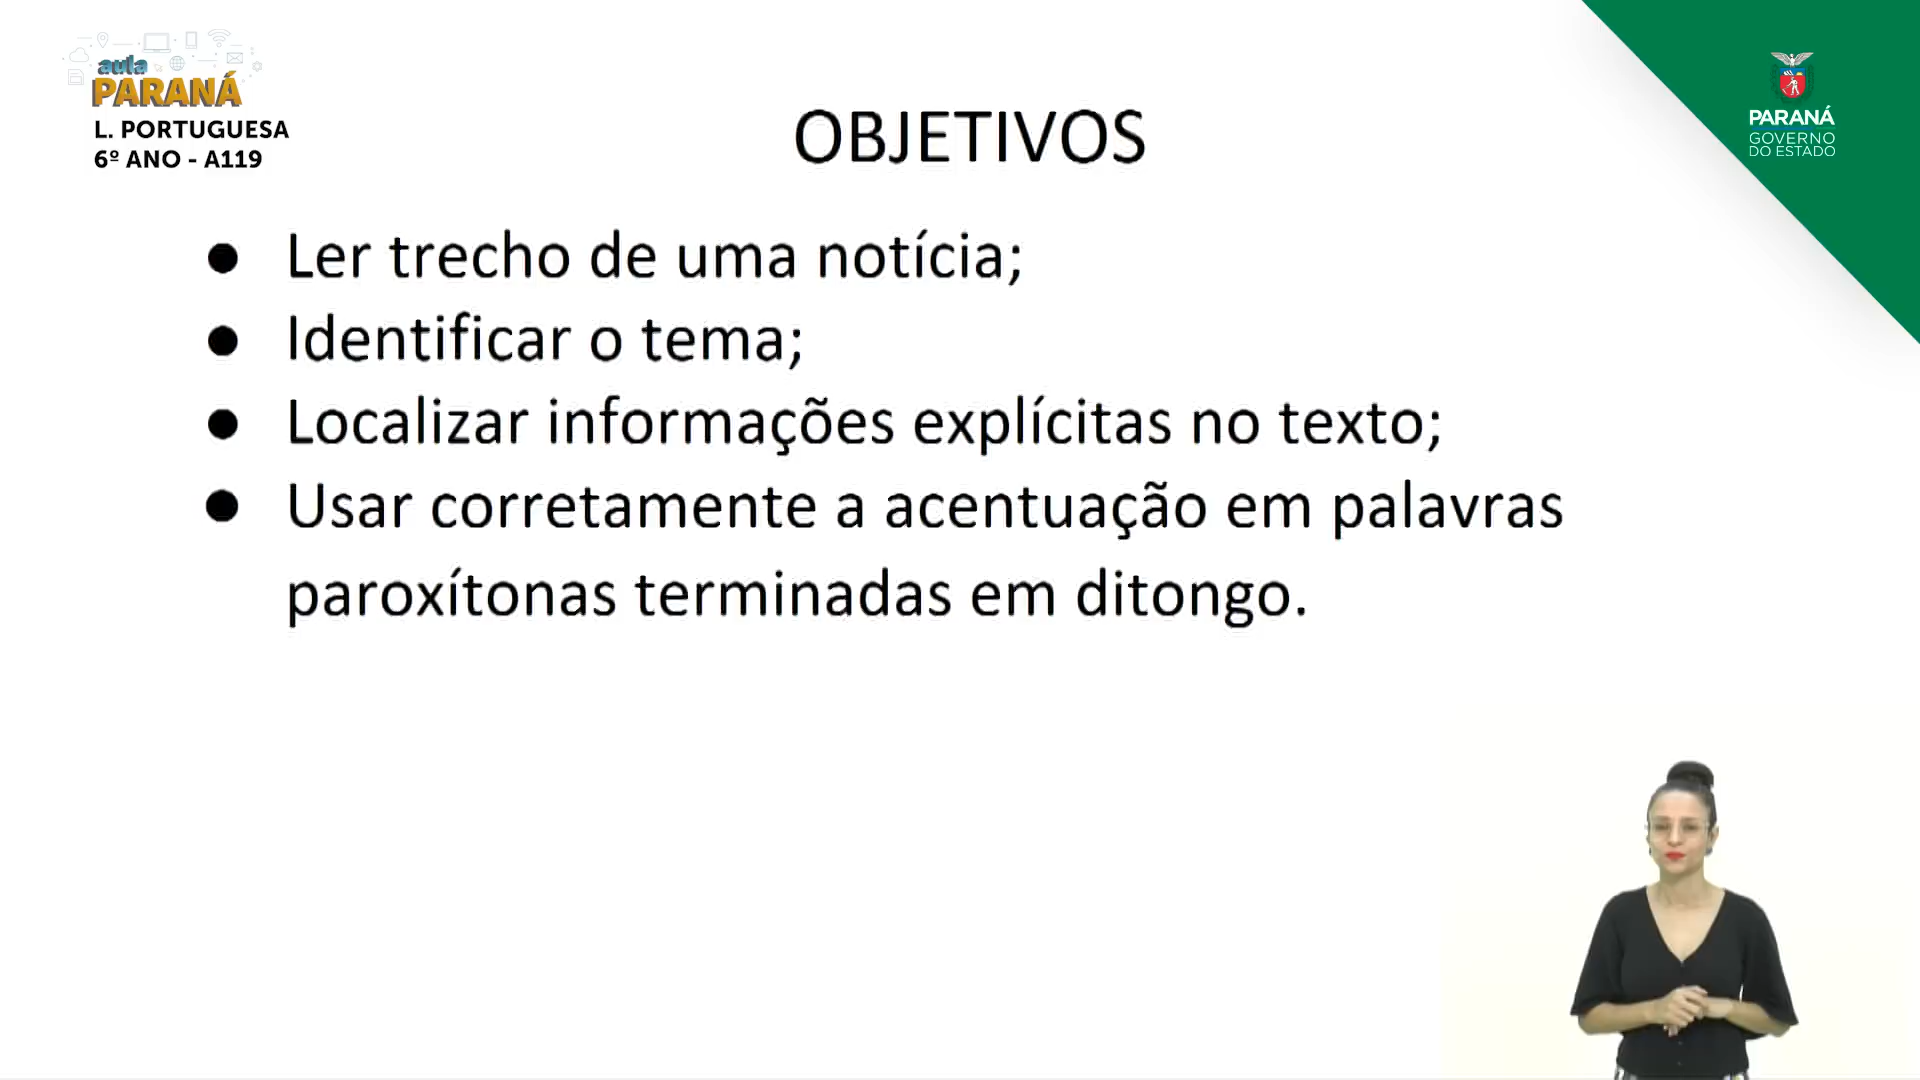 aula
PARANÁ
L. PORTUGUESA
6º ANO - A119
OBJETIVOS
PARANÁ
GOVERNO
DO ESTADO
● Ler trecho de uma notícia;
● Identificar o tema;
● Localizar informações explícitas no texto;
● Usar corretamente a acentuação em palavras
paroxítonas terminadas em ditongo.